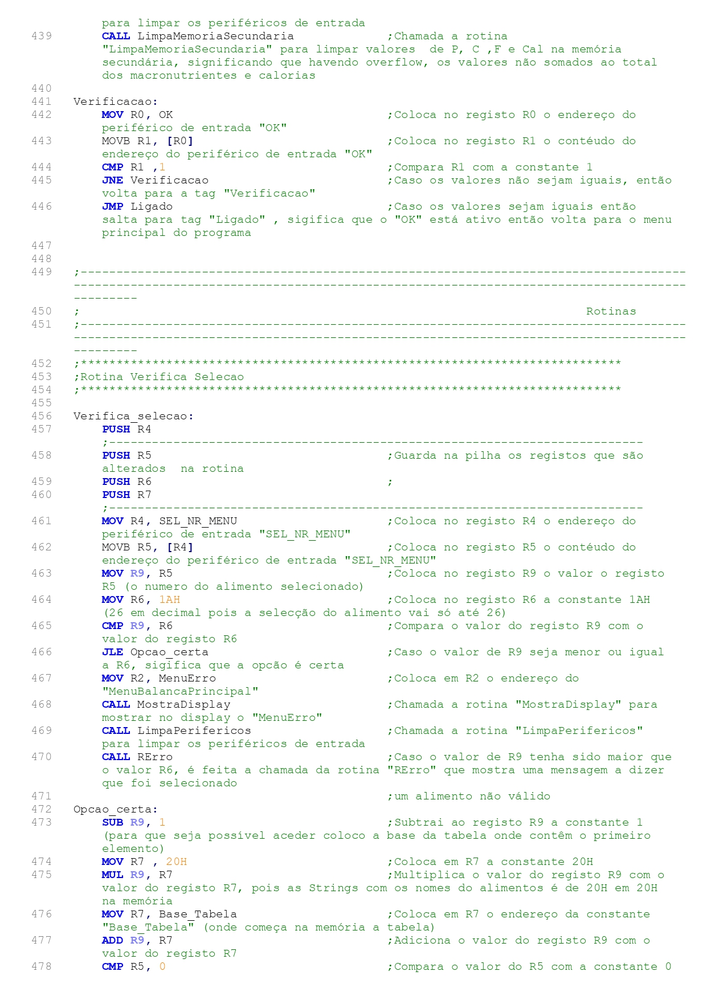 para limpar os periféricos de entrada
439 CALL LimpaMemoriaSecundaria ;Chamada a rotina
"LimpaMemoriaSecundaria" para limpar valores  de P, C ,F e Cal na memória
secundária, significando que havendo overflow, os valores não somados ao total
dos macronutrientes e calorias
440
441 Verificacao:
442 MOV R0, OK ;Coloca no registo R0 o endereço do
periférico de entrada "OK"
443 MOVB R1, [R0] ;Coloca no registo R1 o contéudo do
endereço do periférico de entrada "OK"
444 CMP R1 ,1 ;Compara R1 com a constante 1
445 JNE Verificacao ;Caso os valores não sejam iguais, então
volta para a tag "Verificacao"
446 JMP Ligado ;Caso os valores sejam iguais então
salta para tag "Ligado" , sigifica que o "OK" está ativo então volta para o menu
principal do programa
447
448
449 ;-------------------------------------------------------------------------------------
--------------------------------------------------------------------------------------
---------
450 ; Rotinas
451 ;-------------------------------------------------------------------------------------
--------------------------------------------------------------------------------------
---------
452 ;****************************************************************************
453 ;Rotina Verifica Selecao
454 ;****************************************************************************
455
456 Verifica_selecao:
457 PUSH R4
;---------------------------------------------------------------------------
458 PUSH R5 ;Guarda na pilha os registos que são
alterados  na rotina
459 PUSH R6 ;
460 PUSH R7
;---------------------------------------------------------------------------
461 MOV R4, SEL_NR_MENU ;Coloca no registo R4 o endereço do
periférico de entrada "SEL_NR_MENU"
462 MOVB R5, [R4] ;Coloca no registo R5 o contéudo do
endereço do periférico de entrada "SEL_NR_MENU"
463 MOV R9, R5 ;Coloca no registo R9 o valor o registo
R5 (o numero do alimento selecionado)
464 MOV R6, 1AH ;Coloca no registo R6 a constante 1AH
(26 em decimal pois a selecção do alimento vai só até 26)
465 CMP R9, R6 ;Compara o valor do registo R9 com o
valor do registo R6
466 JLE Opcao_certa ;Caso o valor de R9 seja menor ou igual
a R6, sigifica que a opcão é certa
467 MOV R2, MenuErro ;Coloca em R2 o endereço do
"MenuBalancaPrincipal"
468 CALL MostraDisplay ;Chamada a rotina "MostraDisplay" para
mostrar no display o "MenuErro"
469 CALL LimpaPerifericos ;Chamada a rotina "LimpaPerifericos"
para limpar os periféricos de entrada
470 CALL RErro ;Caso o valor de R9 tenha sido maior que
o valor R6, é feita a chamada da rotina "RErro" que mostra uma mensagem a dizer
que foi selecionado
471 ;um alimento não válido
472 Opcao_certa:
473 SUB R9, 1 ;Subtrai ao registo R9 a constante 1
(para que seja possível aceder coloco a base da tabela onde contêm o primeiro
elemento)
474 MOV R7 , 20H ;Coloca em R7 a constante 20H
475 MUL R9, R7 ;Multiplica o valor do registo R9 com o
valor do registo R7, pois as Strings com os nomes do alimentos é de 20H em 20H
na memória
476 MOV R7, Base_Tabela ;Coloca em R7 o endereço da constante
"Base_Tabela" (onde começa na memória a tabela)
477 ADD R9, R7 ;Adiciona o valor do registo R9 com o
valor do registo R7
478 CMP R5, 0 ;Compara o valor do R5 com a constante 0